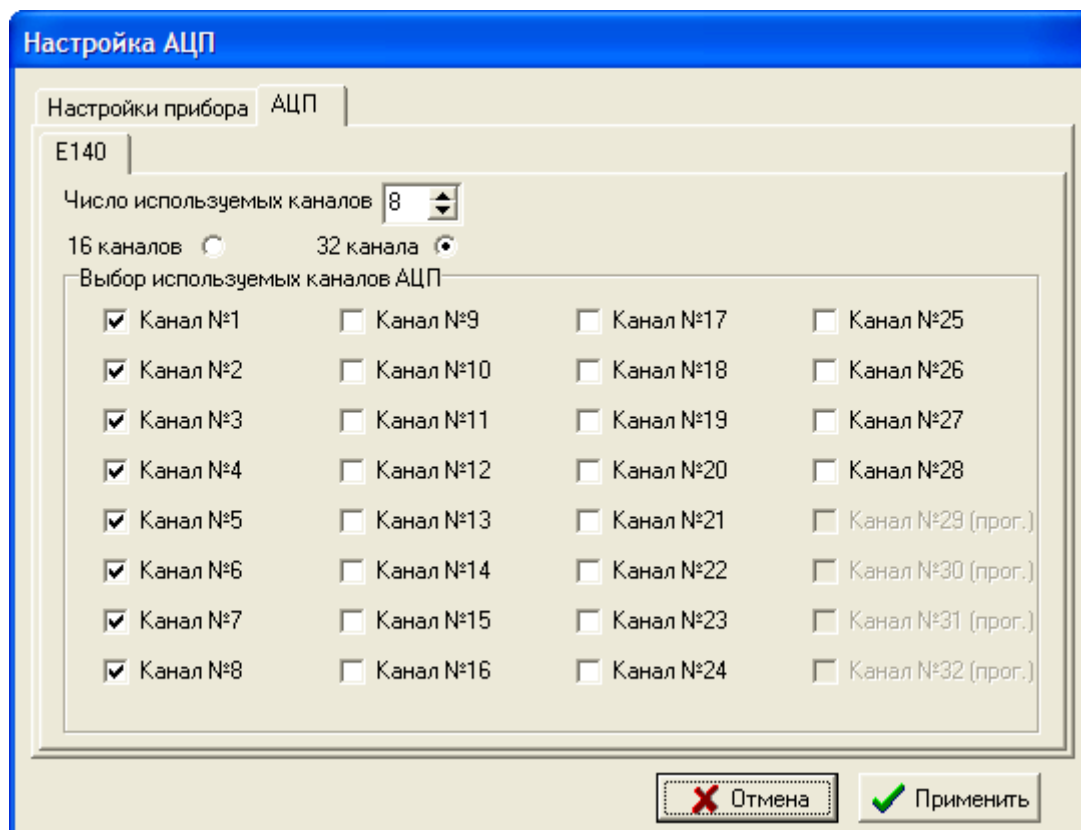 Настройка АЦП
Настройки прибора АЦП
E140
Число используемых каналов 8
16 каналов 32 канала
Выбор используемых каналов АЦП
Канал №1 Канал №9 Канал №17 Канал №25
Канал №2 Канал №10 Канал №18 Канал №26
Канал №3 Канал №11 Канал №19 Канал №27
Канал №4 Канал №12 Канал №20 Канал №28
Канал №5 Канал №13 Канал №21 Канал №29 (прог.)
Канал №6 Канал №14 Канал №22 Канал №30 (прог.)
Канал №7 Канал №15 Канал №23 Канал №31 (прог.)
Канал №8 Канал №16 Канал №24 Канал №32 (прог.)
Отмена Применить